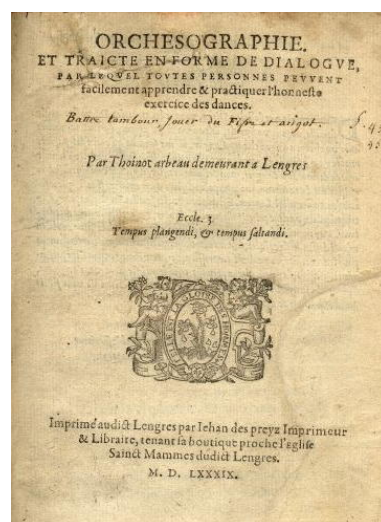 ORCHESOGRAPHIE.
ET TRAICTE EN FORME DE DIALOGVE,
PAR LEQVEL TOVTES PERSONNES PEVVENT
facilement apprendre & practiquer l'honneste
exercice des dances.
Battre tambour Jouer du Fifre et arigot.
Par Thoinot arbeau demeurant a Lengres
Eccle. 3.
Tempus plangendi, & tempus saltandi.
Imprimé audict Lengres par Iehan des preyz Imprimeur
& Libraire, tenant sa boutique proche l'Eglise
Sainct Mammes dudict Lengres.
M. D. LXXXIX.